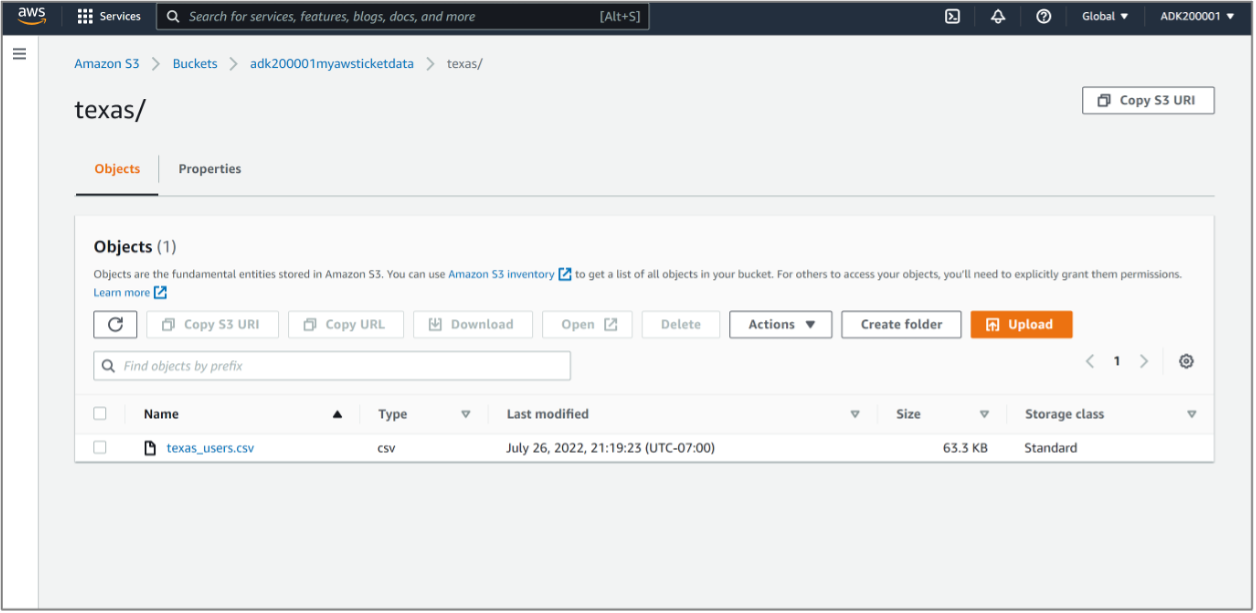 aws Services Search for services, features, blogs, docs, and more [Alt+S] Global ADK200001
Amazon S3 Buckets adk200001myawsticketdata texas/
texas/
Copy S3 URI
Objects Properties
Objects (1)
Objects are the fundamental entities stored in Amazon S3. You can use Amazon S3 inventory to get a list of all objects in your bucket. For others to access your objects, you'll need to explicitly grant them permissions.
Learn more
Copy S3 URI Copy URL Download Open Delete Actions Create folder Upload
Find objects by prefix 1
Name Type Last modified Size Storage class
texas_users.csv csv July 26, 2022, 21:19:23 (UTC-07:00) 63.3 KB Standard